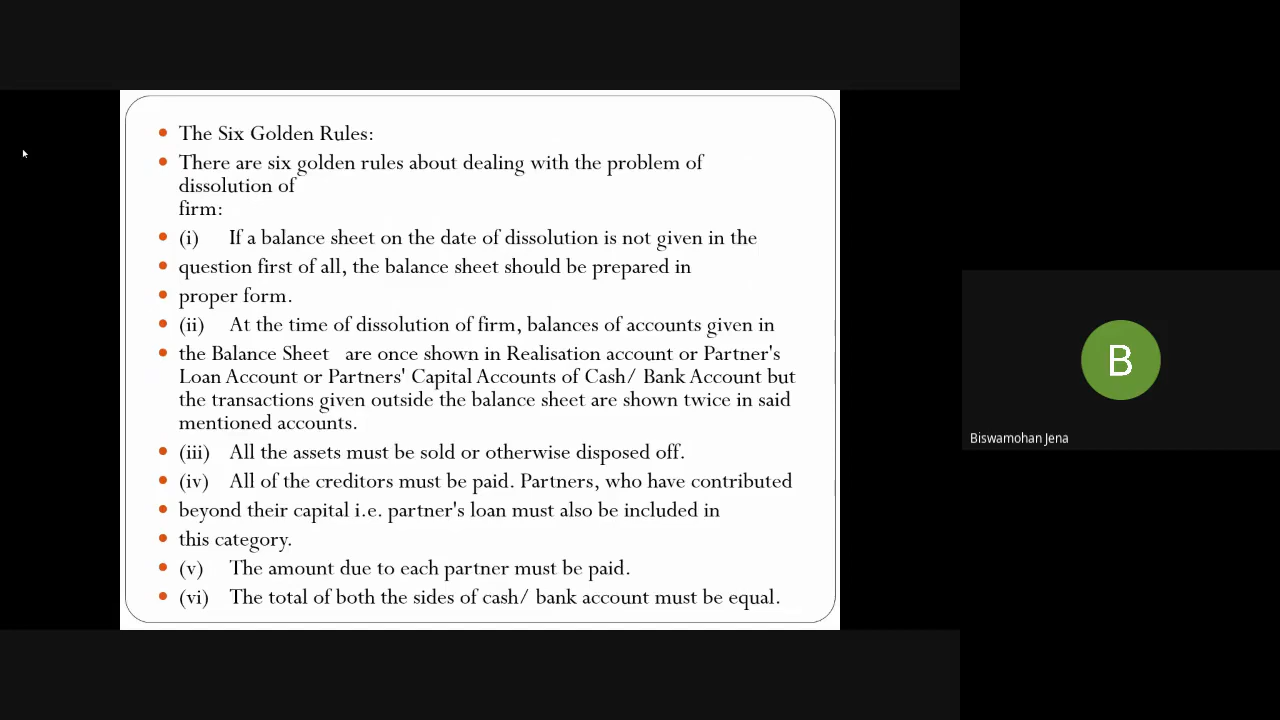 The Six Golden Rules:
There are six golden rules about dealing with the problem of
dissolution of
firm:
(i) If a balance sheet on the date of dissolution is not given in the
question first of all, the balance sheet should be prepared in
proper form.
(ii) At the time of dissolution of firm, balances of accounts given in
the Balance Sheet are once shown in Realisation account or Partner's
Loan Account or Partners' Capital Accounts of Cash/ Bank Account but
the transactions given outside the balance sheet are shown twice in said
mentioned accounts.
(iii) All the assets must be sold or otherwise disposed off.
(iv) All of the creditors must be paid. Partners, who have contributed
beyond their capital i.e. partner's loan must also be included in
this category.
(v) The amount due to each partner must be paid.
(vi) The total of both the sides of cash/ bank account must be equal.
B
Biswamohan Jena